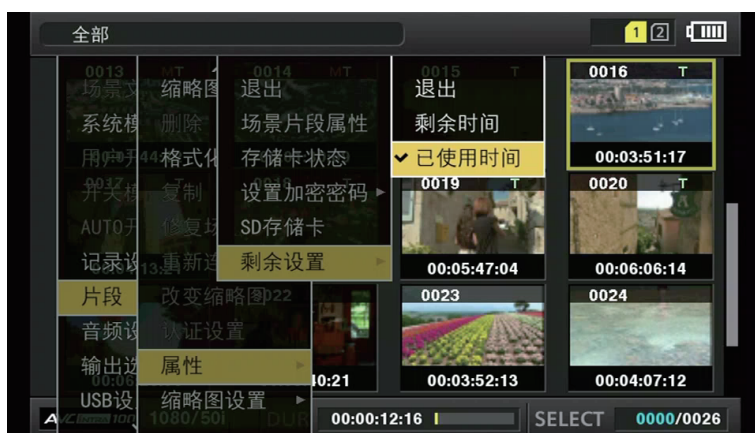 全部
1 2
0013 MT
0014 MT
0015 T
0016 T
场景文
系统模
用户开
开关模
AUTO开
记录设
片段
音频设
输出选
USB设
缩略图
删除
格式化
复制
修复场
重新连
改变缩略图
认证设置
属性
缩略图设置
退出
场景片段属性
存储卡状态
设置加密密码
SD存储卡
剩余设置
退出
剩余时间
已使用时间
00:03:51:17
0017
0019 T
0020 T
00:05:47:04
00:06:06:14
0023
0024
00:03:52:13
00:04:07:12
1080/50i
DUR 00:00:12:16
SELECT 0000/0026